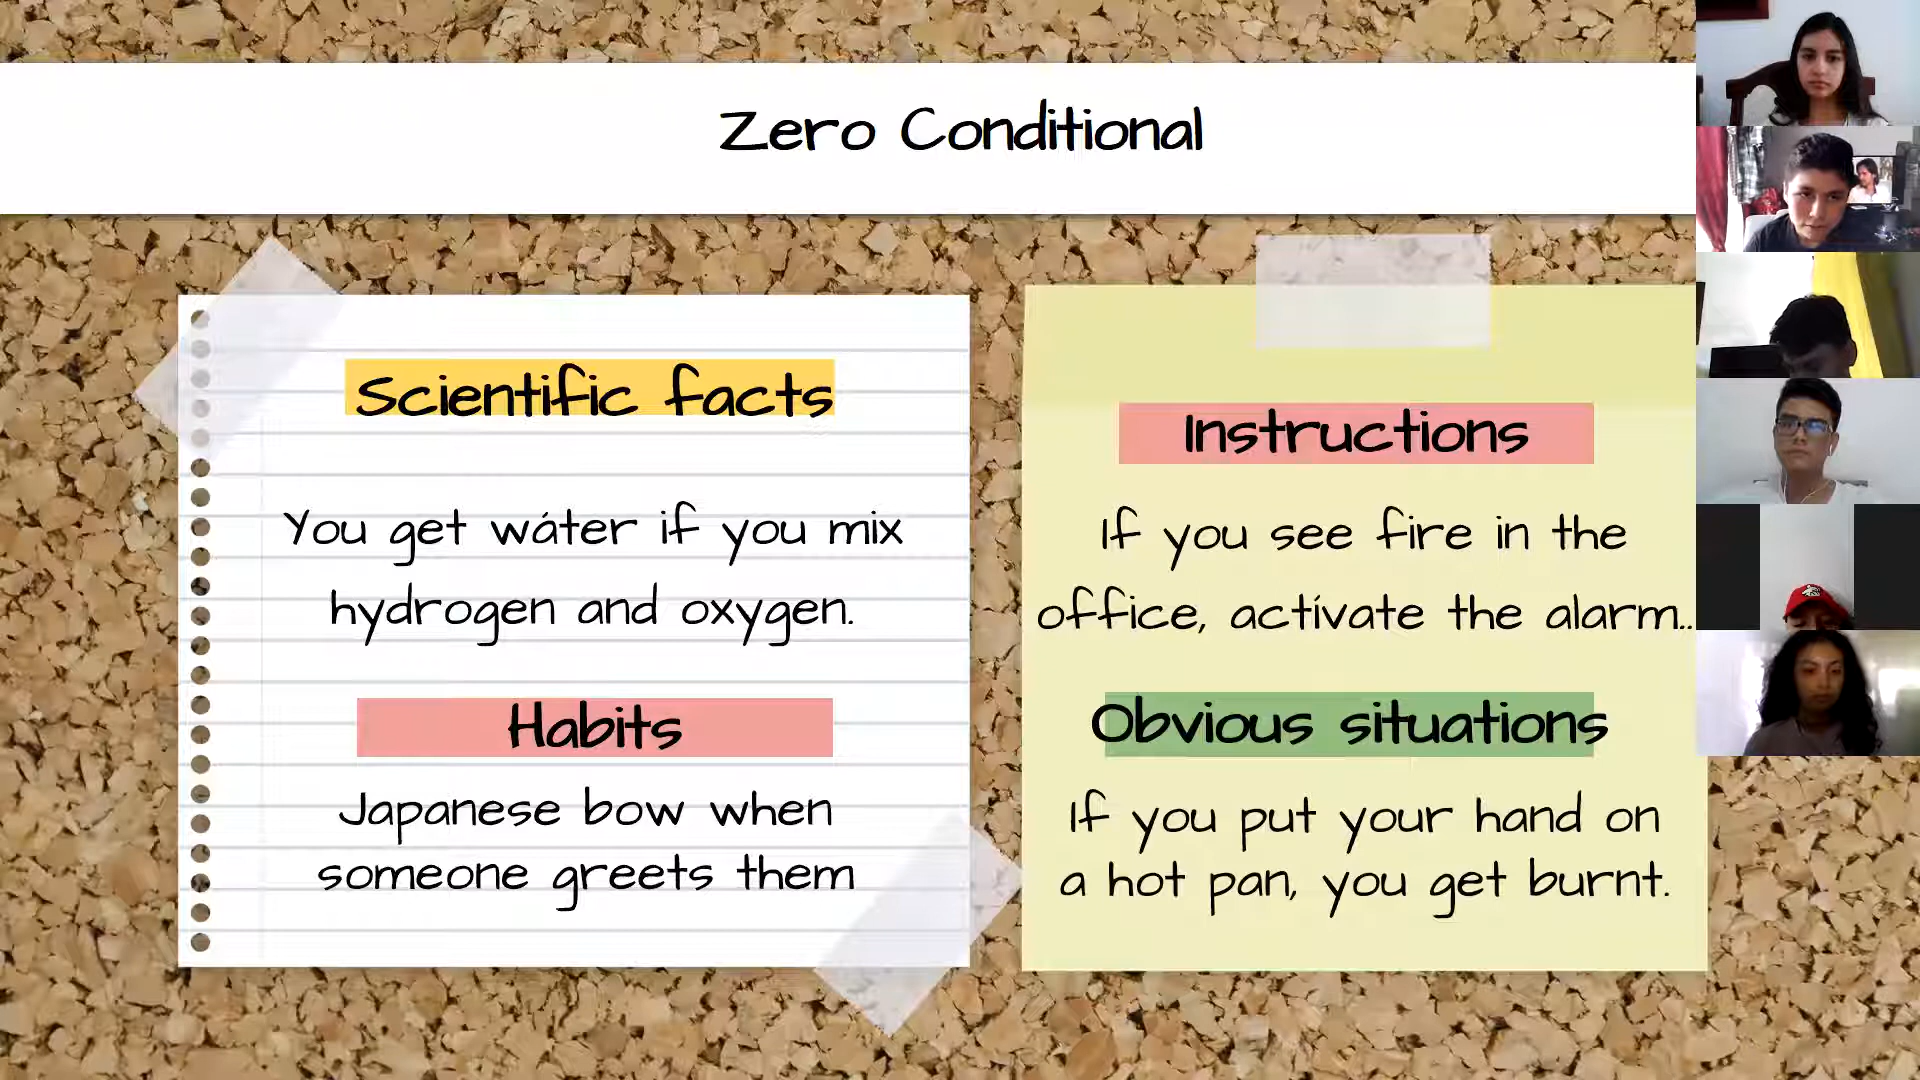 Zero Conditional
Scientific facts
You get wáter if you mix
hydrogen and oxygen.
Habits
Japanese bow when
someone greets them
Instructions
If you see fire in the
office, actívate the alarm..
Obvious situations
If you put your hand on
a hot pan, you get burnt.